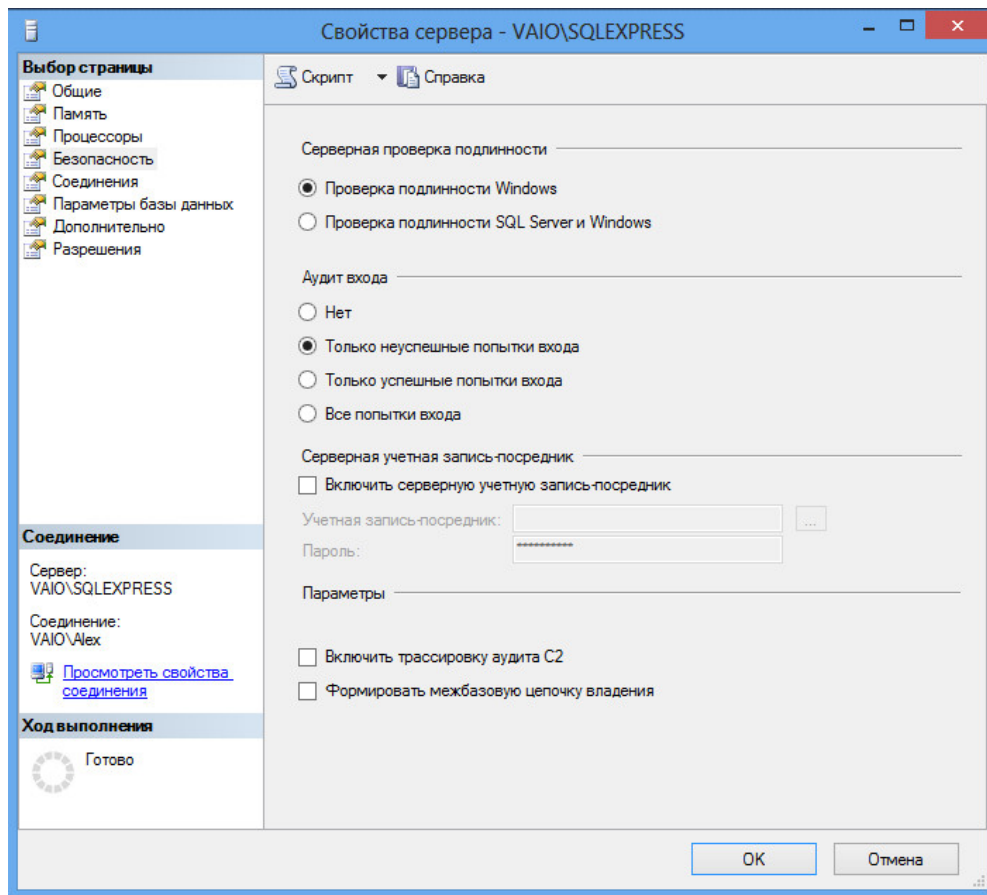 Свойства сервера - VAIO\SQLEXPRESS
Выбор страницы
Общие
Память
Процессоры
Безопасность
Соединения
Параметры базы данных
Дополнительно
Разрешения
Скрипт
Справка
Серверная проверка подлинности
Проверка подлинности Windows
Проверка подлинности SQL Server и Windows
Аудит входа
Нет
Только неуспешные попытки входа
Только успешные попытки входа
Все попытки входа
Серверная учетная запись-посредник
Включить серверную учетную запись-посредник
Учетная запись-посредник:
...
Пароль:
**********
Параметры
Включить трассировку аудита C2
Формировать межбазовую цепочку владения
Соединение
Сервер:
VAIO\SQLEXPRESS
Соединение:
VAIO\Alex
Просмотреть свойства
соединения
Ход выполнения
Готово
OK
Отмена